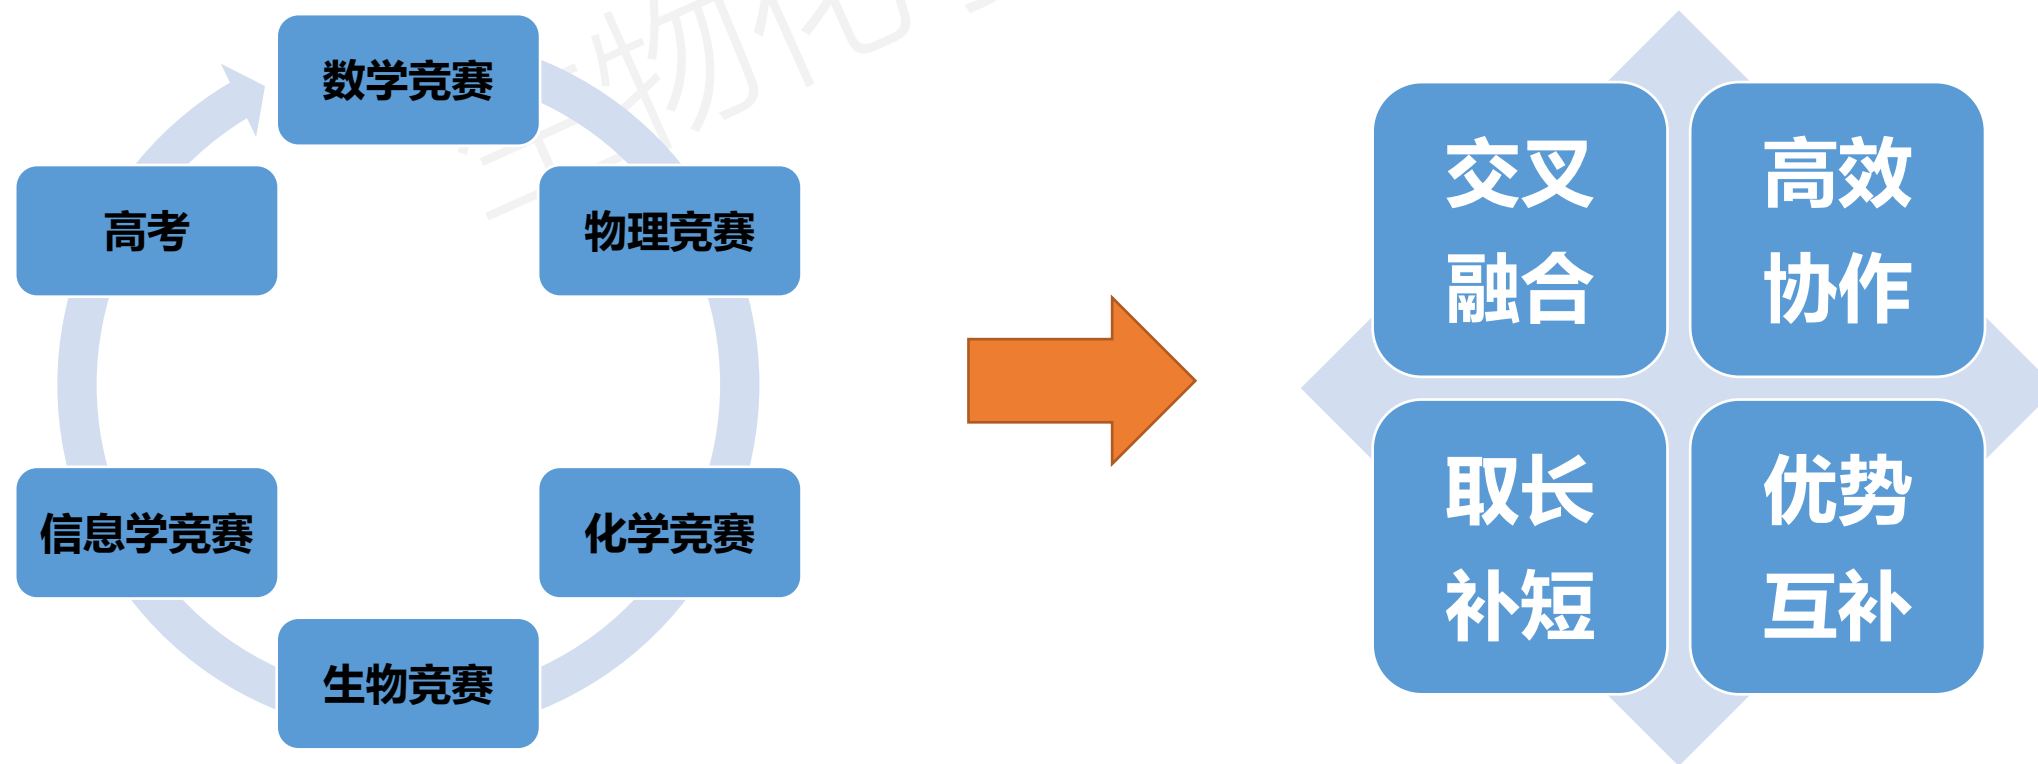 数学竞赛
物理竞赛
化学竞赛
生物竞赛
信息学竞赛
高考
交叉
融合
高效
协作
取长
补短
优势
互补